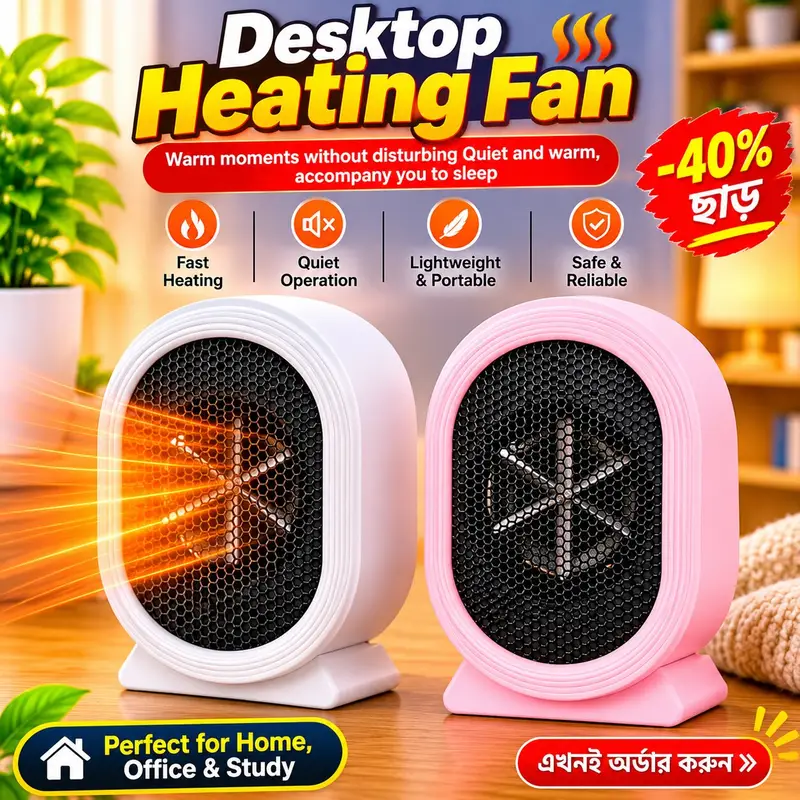 Desktop
Heating Fan
Warm moments without disturbing Quiet and warm,
accompany you to sleep
-40%
ছাড়
Fast
Heating
Quiet
Operation
Lightweight
& Portable
Safe &
Reliable
Perfect for Home,
Office & Study
এখনই অর্ডার করুন »